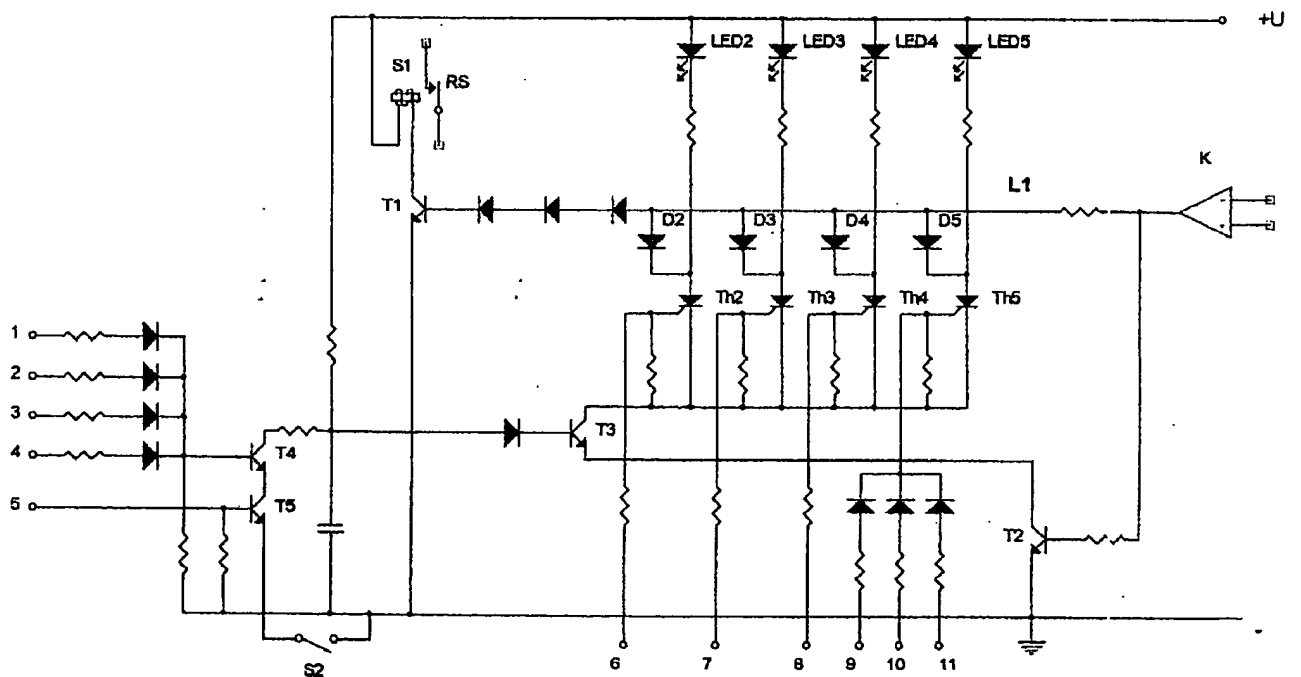 +U
LED2 LED3 LED4 LED5
S1
RS
K
L1
T1
D2 D3 D4 D5
Th2 Th3 Th4 Th5
1
2
3
4
T3
T4
5
T5
T2
S2
6 7 8 9 10 11